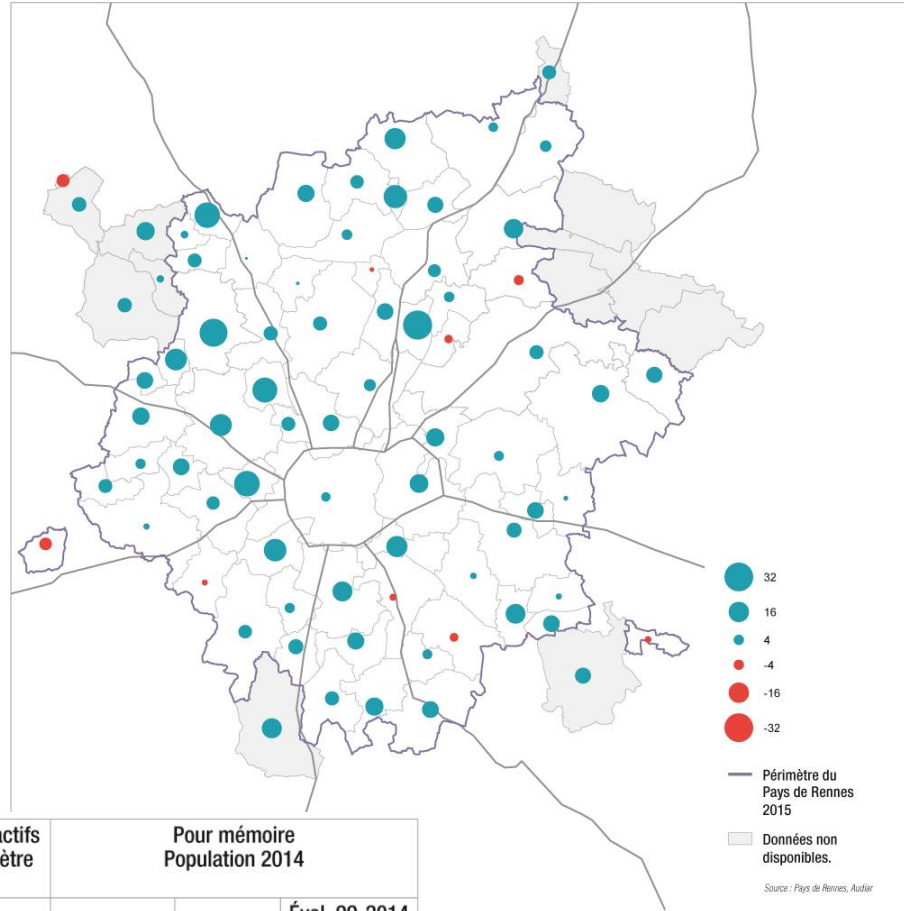 32
16
4
-4
-16
-32
Périmètre du
Pays de Rennes
2015
Données non
disponibles.
Source : Pays de Rennes, Audiar
actifs
ètre
Pour mémoire
Population 2014
Évol. 99-2014